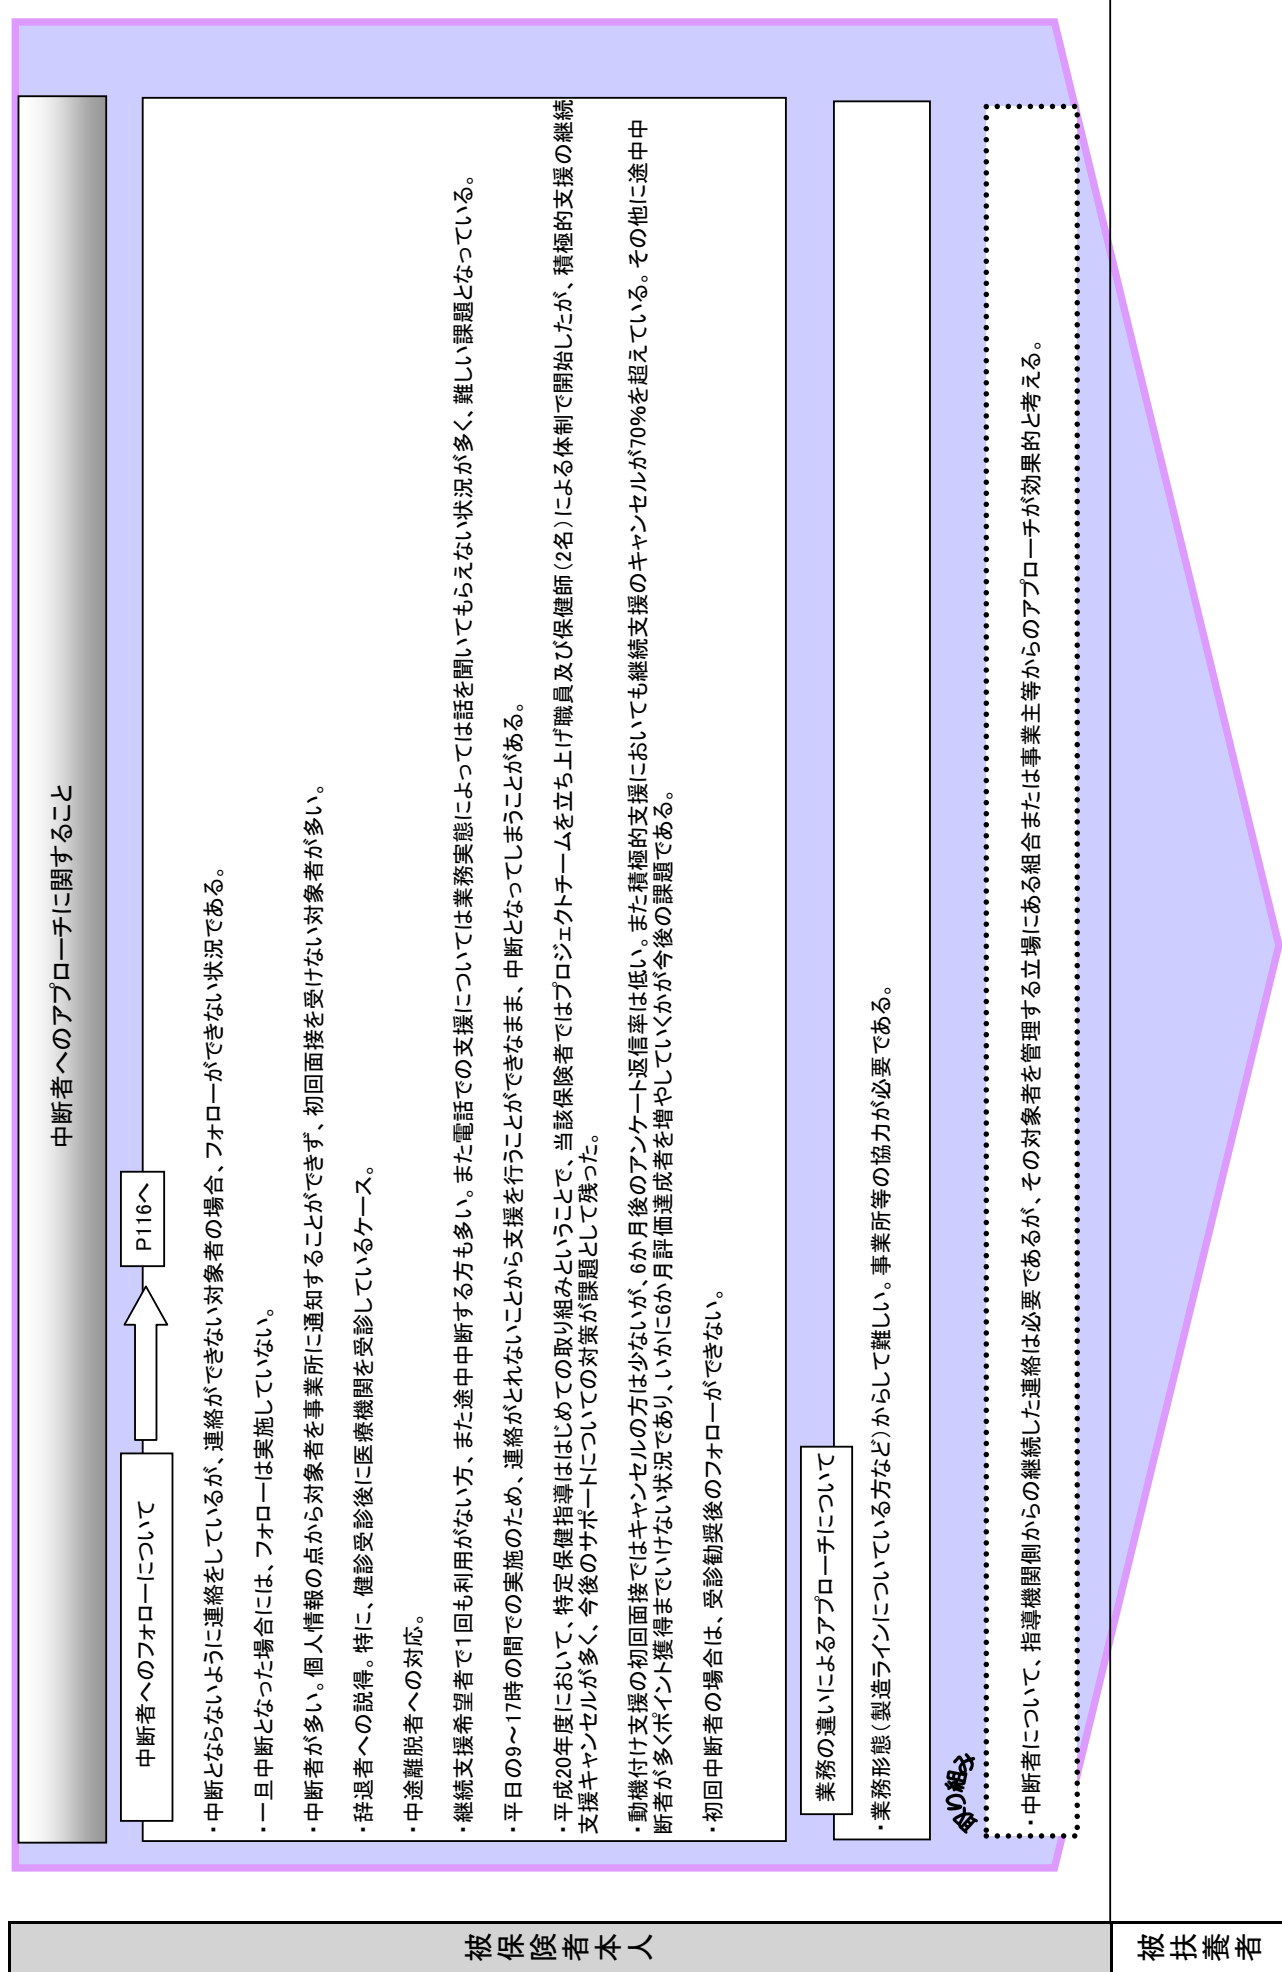 中断者へのアプローチに関すること
中断者へのフォローについて
P116へ
・中断とならないように連絡をしているが、連絡ができない対象者の場合、フォローができない状況である。
・一旦中断となった場合には、フォローは実施していない。
・中断者が多い。個人情報の点から対象者を事業所に通知することができず、初回面接を受けない対象者が多い。
・辞退者への説得。特に、健診受診後に医療機関を受診しているケース。
・中途離脱者への対応。
・継続支援希望者で1回も利用がない方、また途中中断する方も多い。また電話での支援については業務実態によっては話を聞いてもらえない状況が多く、難しい課題となっている。
・平日の9～17時の間での実施のため、連絡がとれないことから支援を行うことができなまま、中断となってしまうことがある。
・平成20年度において、特定保健指導ははじめての取り組みということで、当該保険者ではプロジェクトチームを立ち上げ職員及び保健師（2名）による体制で開始したが、積極的支援の継続
支援キャンセルが多く、今後のサポートについての対策が課題として残った。
・動機付け支援の初回面接ではキャンセルの方は少ないが、6か月後のアンケート返信率は低い。また積極的支援においても継続支援のキャンセルが70%を超えている。その他に途中中
断者が多くポイント獲得までいけない状況であり、いかに6か月評価達成者を増やしていくかが今後の課題である。
・初回中断者の場合は、受診勧奨後のフォローができない。
業務の違いによるアプローチについて
・業務形態（製造ラインについている方など）からして難しい。事業所等の協力が必要である。
取り組み
・中断者について、指導機関側からの継続した連絡は必要であるが、その対象者を管理する立場にある組合または事業主等からのアプローチが効果的と考える。
被保険者本人
被扶養者